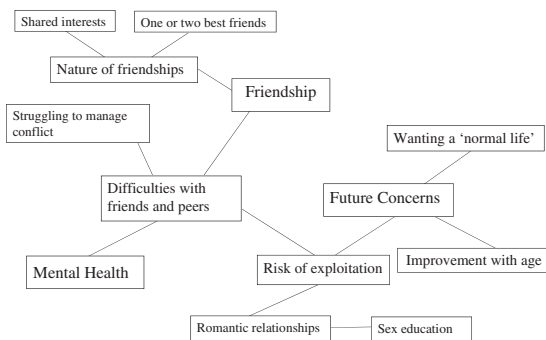 Shared interests
One or two best friends
Nature of friendships
Friendship
Struggling to manage
conflict
Wanting a ‘normal life’
Difficulties with
friends and peers
Future Concerns
Mental Health
Risk of exploitation
Improvement with age
Romantic relationships
Sex education